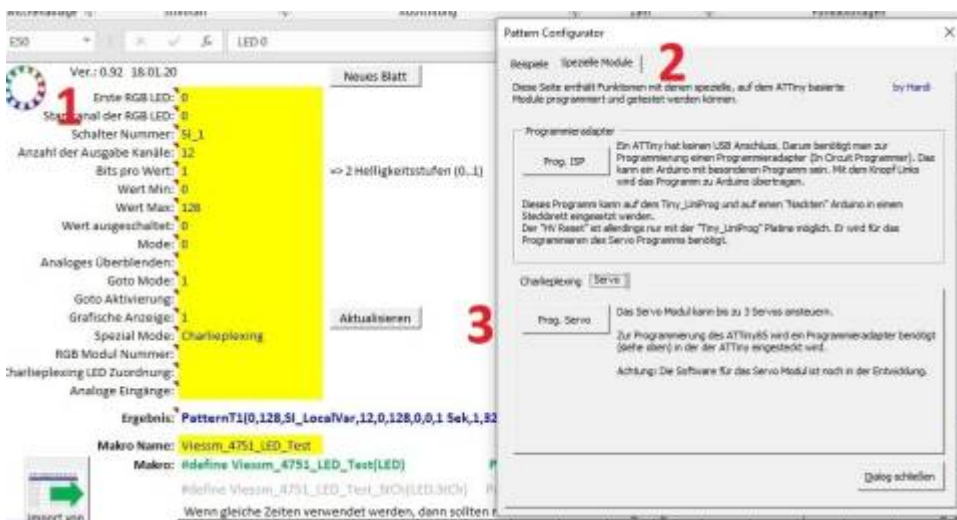 E50
LED 0
Ver.: 0.92 18.01.20
Neues Blatt
1
Erste RGB LED: 0
Startkanal der RGB LED: 0
Schalter Nummer: SI_1
Anzahl der Ausgabe Kanäle: 12
Bits pro Wert: 1
=> 2 Helligkeitsstufen (0..1)
Wert Min: 0
Wert Max: 128
Wert ausgeschaltet: 0
Mode: 0
Analoges Überblenden:
Goto Mode: 1
Goto Aktivierung:
Grafische Anzeige: 1
Aktualisieren
Spezial Mode: Charlieplexing
RGB Modul Nummer:
Charlieplexing LED Zuordnung:
Analoge Eingänge:
Ergebnis: PatternT1(0,128,SI_LocalVar,12,0,128,0,0,1 Sek,1,32
Makro Name: Viessm_4751_LED_Test
Makro: #define Viessm_4751_LED_Test(LED)
#define Viessm_4751_LED_Test_StCh(LED,StCh)
Import von
Wenn gleiche Zeiten verwendet werden, dann sollten
Pattern Configurator
Beispiele
Spezielle Module
2
Diese Seite enthält Funktionen mit denen spezielle, auf dem ATTiny basierte
Module programmiert und getestet werden können.
by Hardi
Programmieradapter
Prog. ISP
Ein ATTiny hat keinen USB Anschluss. Darum benötigt man zur
Programmierung einen Programmieradapter (In Circuit Programmer). Das
kann ein Arduino mit besonderen Programm sein. Mit dem Knopf Links
wird das Programm zu Arduino übertragen.
Dieses Programm kann auf dem Tiny_UniProg und auf einen "Nackten" Arduino in einem
Steckbrett eingesetzt werden.
Der "HV Reset" ist allerdings nur mit der "Tiny_UniProg" Platine möglich. Er wird für das
Programmieren des Servo Programms benötigt.
Charlieplexing
Servo
3
Prog. Servo
Das Servo Modul kann bis zu 3 Servos ansteuern.
Zur Programmierung des ATTiny85 wird ein Programmieradapter benötigt
(siehe oben) in der der ATTiny eingesteckt wird.
Achtung: Die Software für das Servo Modul ist noch in der Entwicklung.
Dialog schließen